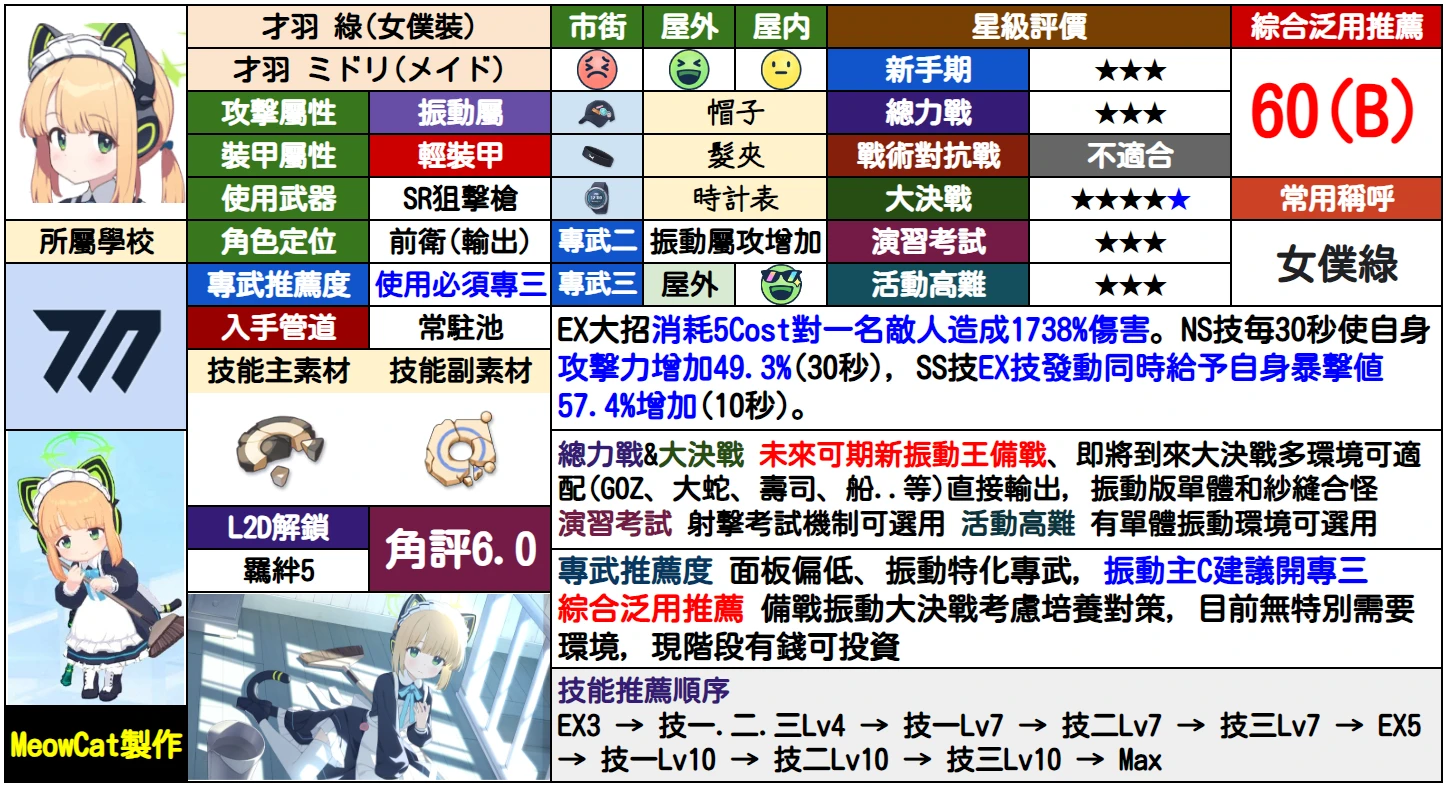 才羽 綠(女僕裝)
市街
屋外
屋內
星級評價
綜合泛用推薦
才羽 ミドリ(メイド)
新手期
★★★
60(B)
攻擊屬性
振動屬
帽子
總力戰
★★★
裝甲屬性
輕裝甲
髮夾
戰術對抗戰
不適合
使用武器
SR狙擊槍
時計表
大決戰
★★★★★
常用稱呼
所屬學校
角色定位
前衛(輸出)
專武二
振動屬攻增加
演習考試
★★★
女僕綠
專武推薦度
使用必須專三
專武三
屋外
活動高難
★★★
入手管道
常駐池
EX大招消耗5Cost對一名敵人造成1738%傷害。NS技每30秒使自身
攻擊力增加49.3%(30秒), SS技EX技發動同時給予自身暴擊值
57.4%增加(10秒)。
技能主素材
技能副素材
總力戰&大決戰 未來可期新振動王備戰、即將到來大決戰多環境可適
配(GOZ、大蛇、壽司、船..等)直接輸出, 振動版單體和紗縫合怪
演習考試 射擊考試機制可選用 活動高難 有單體振動環境可選用
L2D解鎖
羈絆5
角評6.0
專武推薦度 面板偏低、振動特化專武, 振動主C建議開專三
綜合泛用推薦 備戰振動大決戰考慮培養對策, 目前無特別需要
環境, 現階段有錢可投資
技能推薦順序
EX3 → 技一.二.三Lv4 → 技一Lv7 → 技二Lv7 → 技三Lv7 → EX5
→ 技一Lv10 → 技二Lv10 → 技三Lv10 → Max
MeowCat製作